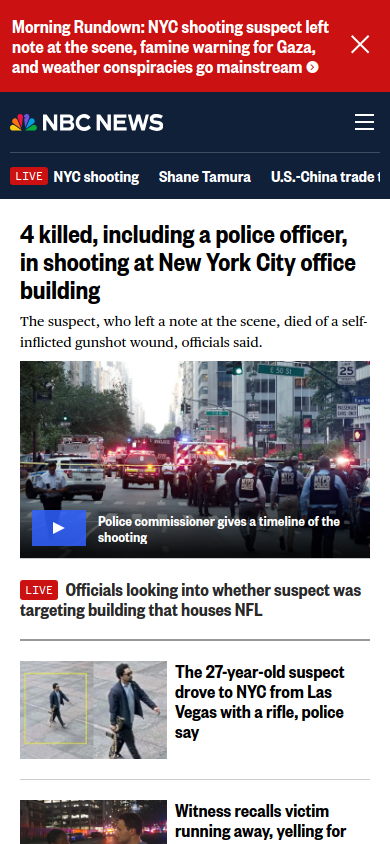 Morning Rundown: NYC shooting suspect left
note at the scene, famine warning for Gaza,
and weather conspiracies go mainstream
NBC NEWS
LIVE NYC shooting Shane Tamura U.S.-China trade
4 killed, including a police officer,
in shooting at New York City office
building
The suspect, who left a note at the scene, died of a self-
inflicted gunshot wound, officials said.
E 50 St
25
Police commissioner gives a timeline of the
shooting
LIVE Officials looking into whether suspect was
targeting building that houses NFL
The 27-year-old suspect
drove to NYC from Las
Vegas with a rifle, police
say
Witness recalls victim
running away, yelling for